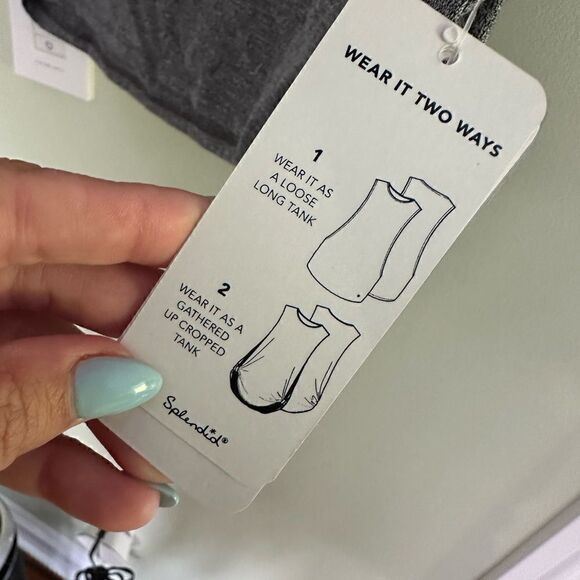 WEAR IT TWO WAYS
1
WEAR IT AS
A LOOSE
LONG TANK
2
WEAR IT AS A
GATHERED
UP CROPPED
TANK
Splendid®